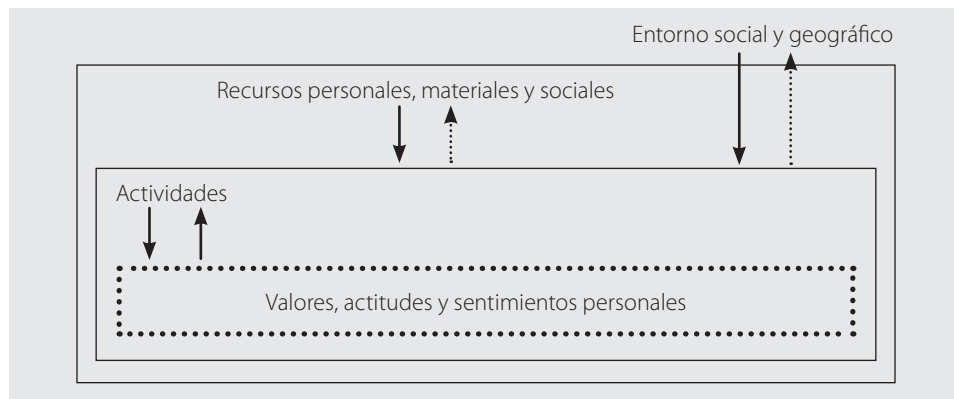 Entorno social y geográfico
Recursos personales, materiales y sociales
Actividades
Valores, actitudes y sentimientos personales